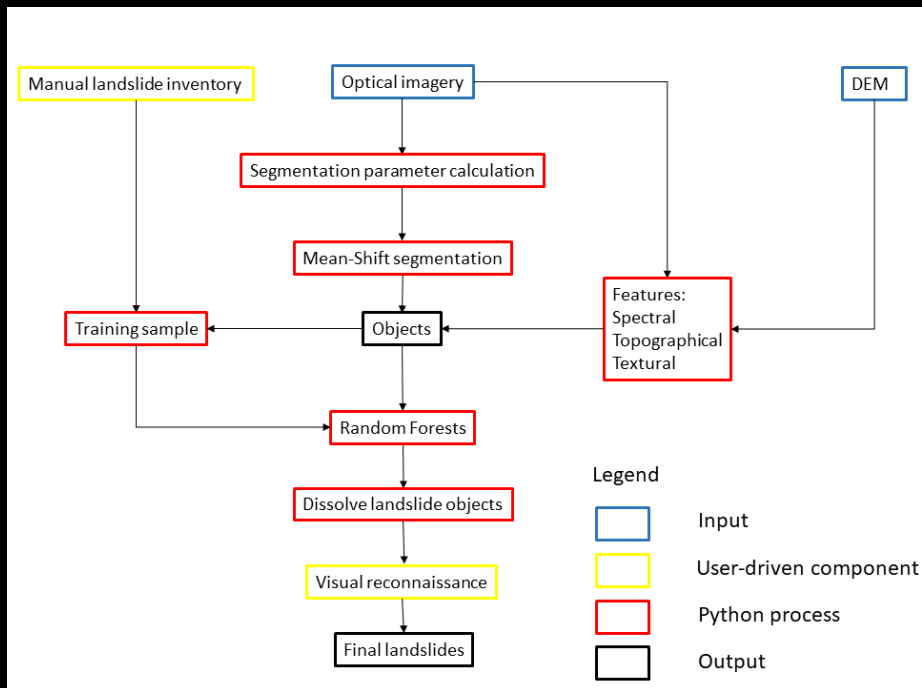 Manual landslide inventory
Optical imagery
DEM
Segmentation parameter calculation
Mean-Shift segmentation
Features:
Spectral
Topographical
Textural
Training sample
Objects
Random Forests
Dissolve landslide objects
Visual reconnaissance
Final landslides
Legend
Input
User-driven component
Python process
Output